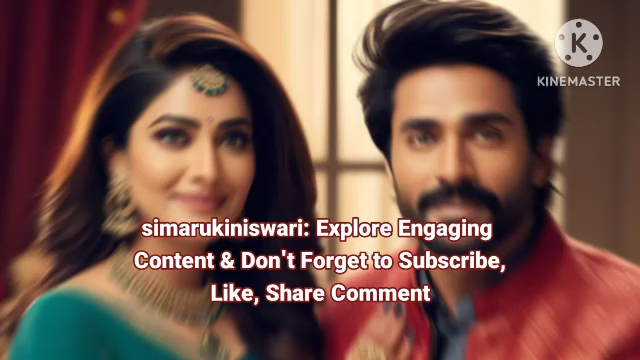 KINEMASTER
simarukiniswari: Explore Engaging
Content & Don't Forget to Subscribe,
Like, Share Comment